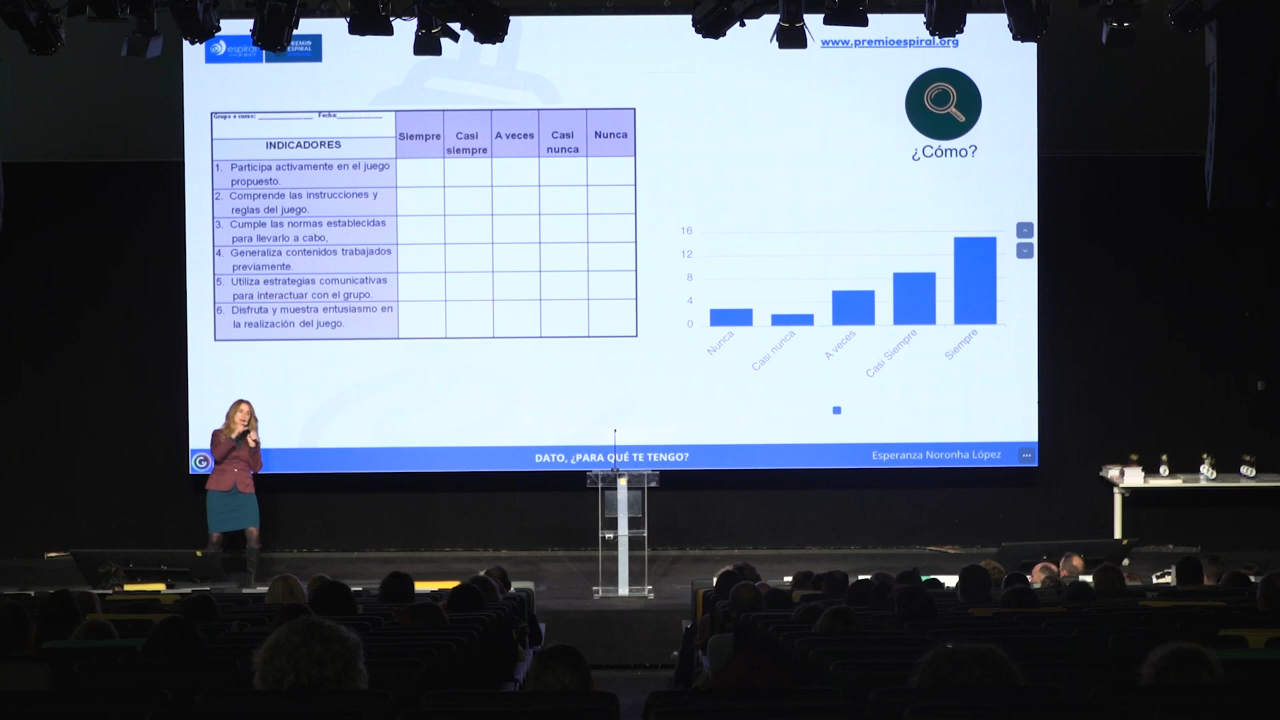 espiral
PREMIO
ESPIRAL
www.premioespiral.org
¿Cómo?
Grupo o curso: Fecha:
INDICADORES
Siempre
Casi
siempre
A veces
Casi
nunca
Nunca
1. Participa activamente en el juego
propuesto.
2. Comprende las instrucciones y
reglas del juego.
3. Cumple las normas establecidas
para llevarlo a cabo,
4. Generaliza contenidos trabajados
previamente.
5. Utiliza estrategias comunicativas
para interactuar con el grupo.
6. Disfruta y muestra entusiasmo en
la realización del juego.
16
12
8
4
0
Nunca
Casi nunca
A veces
Casi Siempre
Siempre
DATO, ¿PARA QUÉ TE TENGO?
Esperanza Noronha López